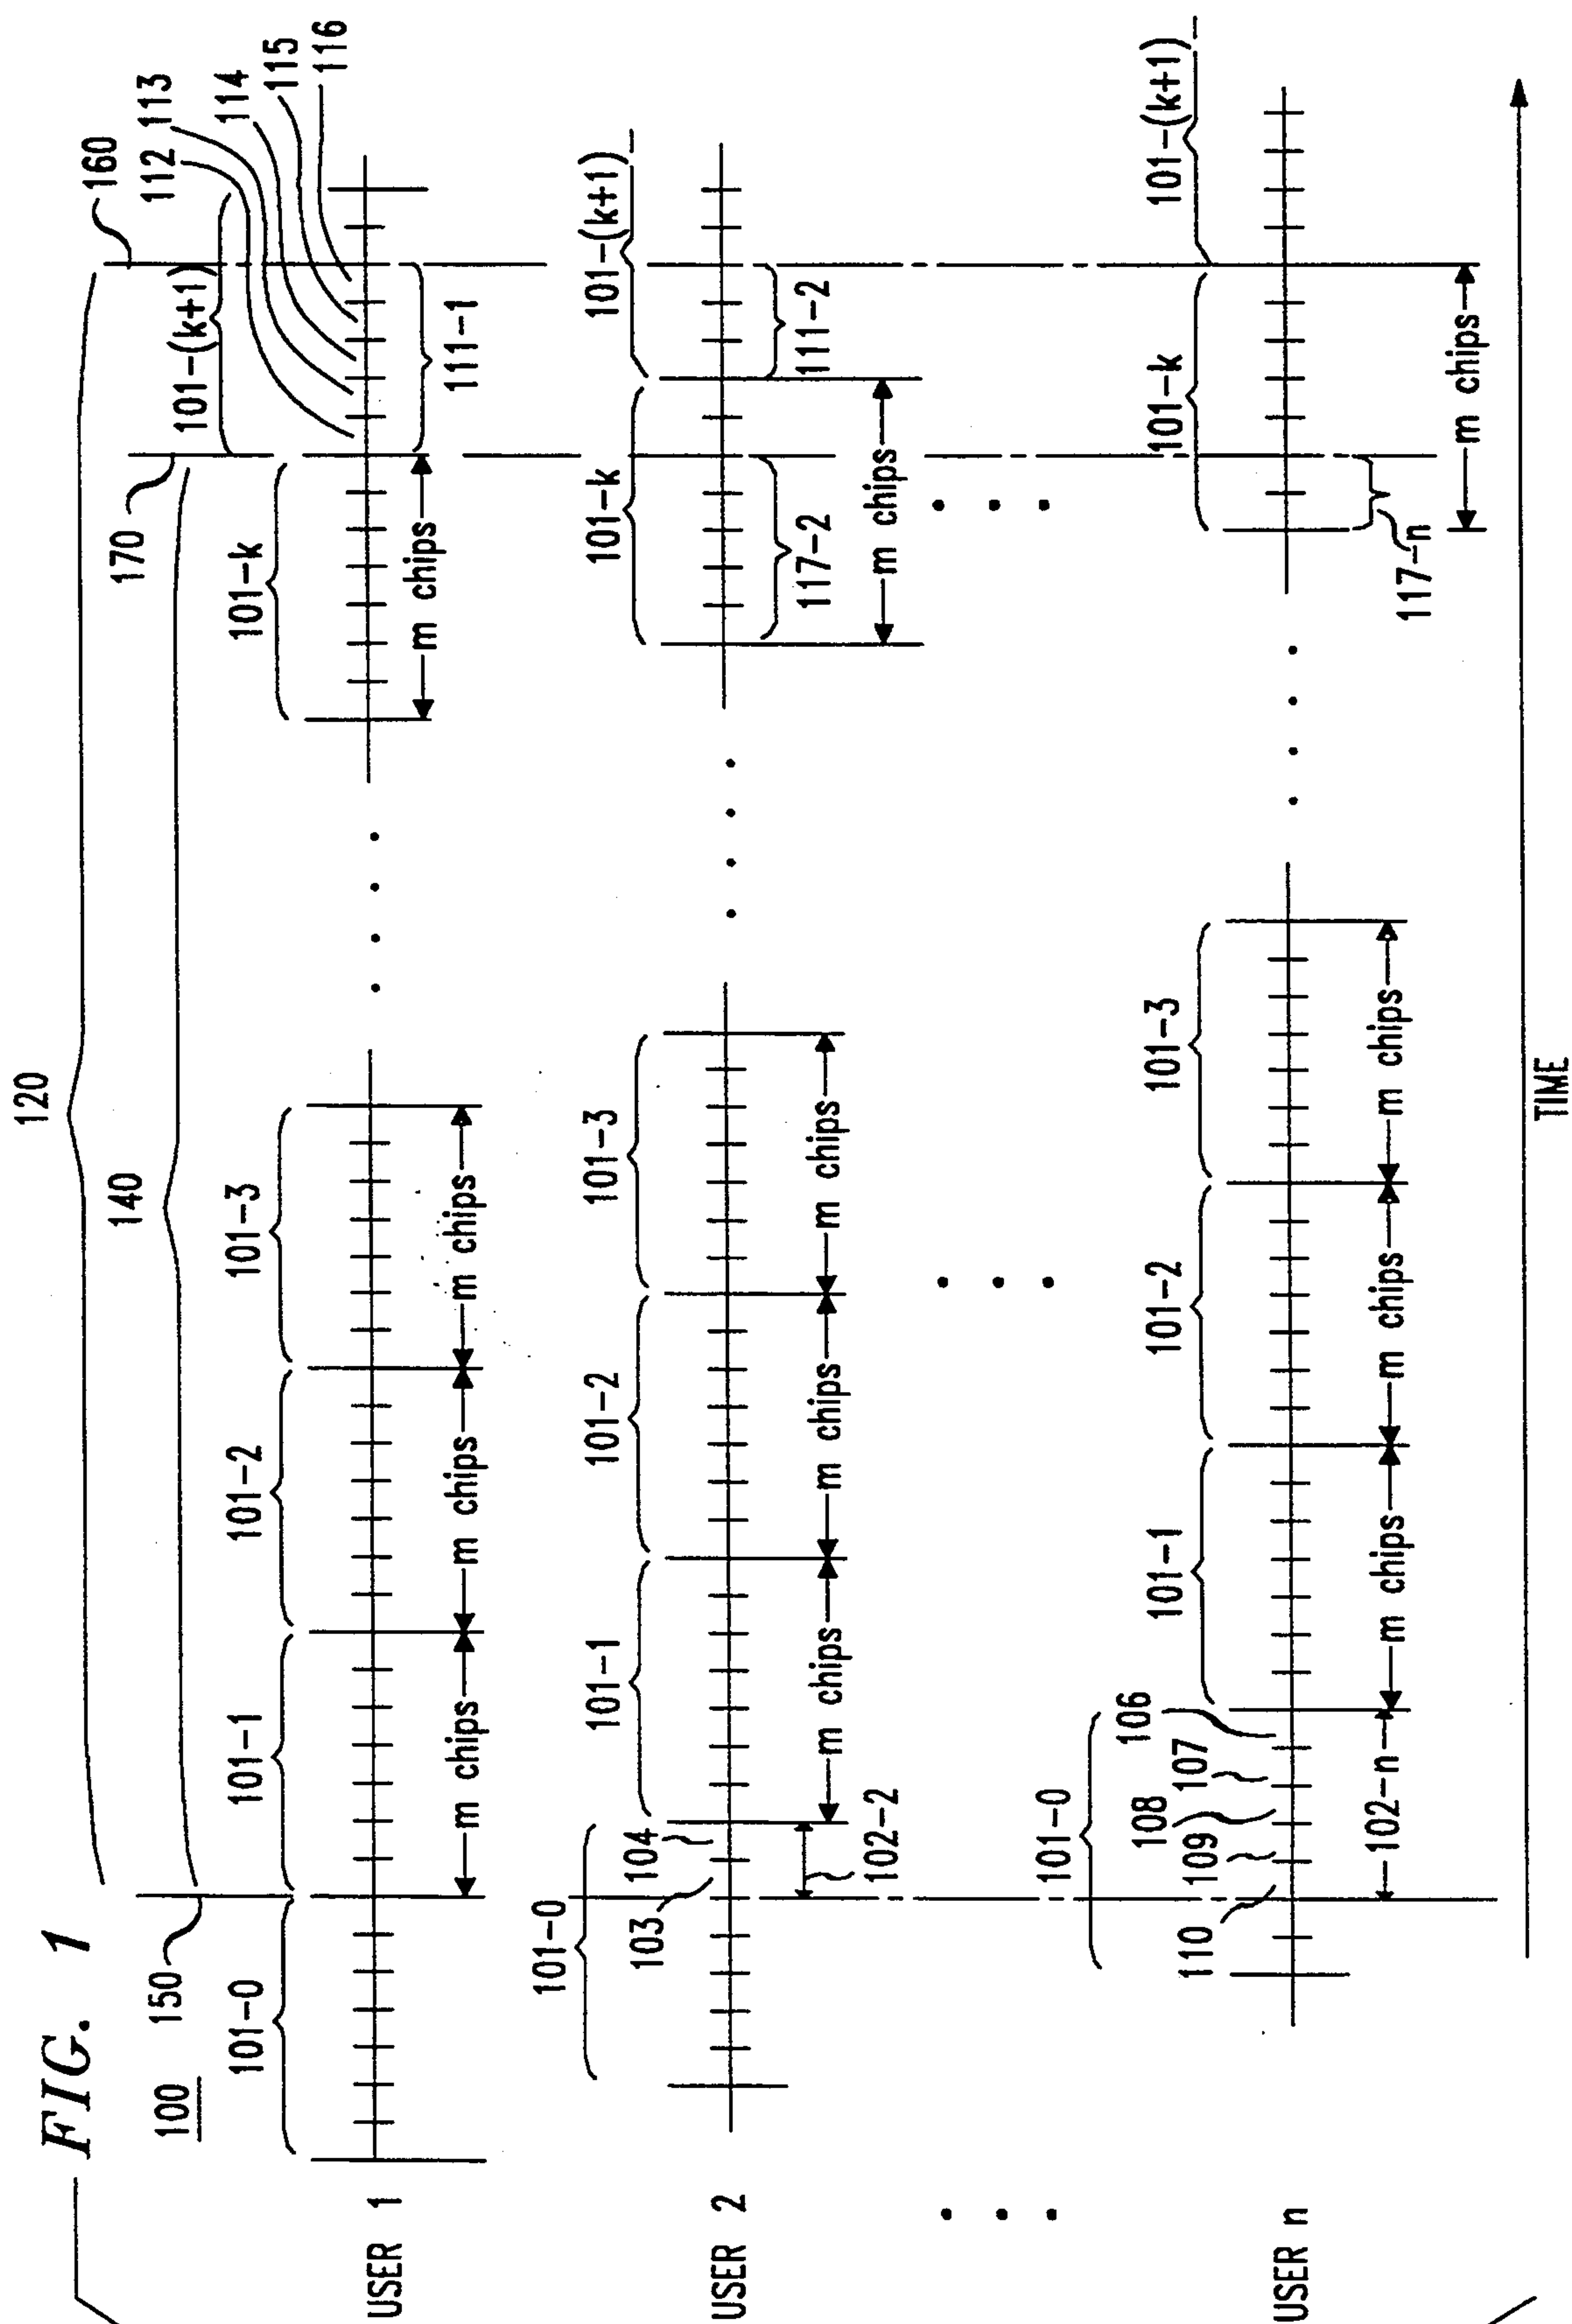 FIG. 1
100
120
140
150
170
160
101-0
101-1
101-2
101-3
101-k
101-(k+1)
112
113
114
115
116
USER 1
m chips
m chips
m chips
m chips
111-1
101-0
101-1
101-2
101-3
101-k
101-(k+1)
103
104
USER 2
102-2
m chips
m chips
m chips
117-2
m chips
111-2
101-0
101-1
101-2
101-3
101-k
101-(k+1)
110
109
108
107
106
USER n
102-n
m chips
m chips
m chips
117-n
m chips
TIME